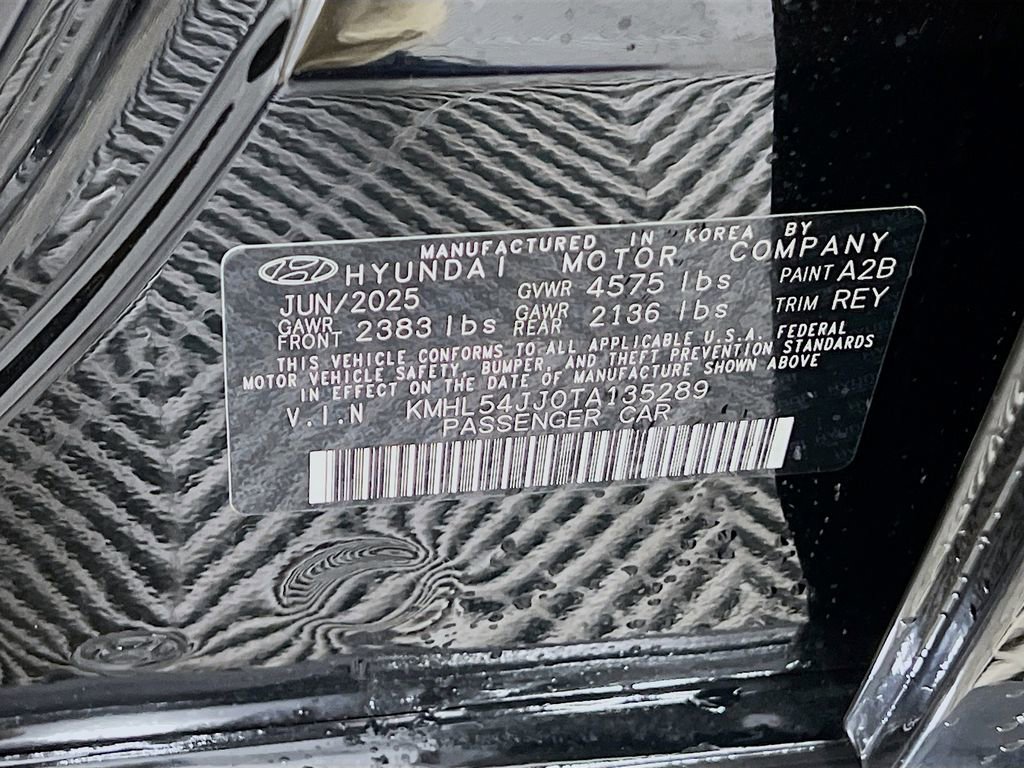 MANUFACTURED IN KOREA BY
HYUNDAI MOTOR COMPANY
JUN/2025 GVWR 4575 lbs PAINT A2B
GAWR FRONT 2383 lbs GAWR REAR 2136 lbs TRIM REY
THIS VEHICLE CONFORMS TO ALL APPLICABLE U.S.A. FEDERAL
MOTOR VEHICLE SAFETY, BUMPER, AND THEFT PREVENTION STANDARDS
IN EFFECT ON THE DATE OF MANUFACTURE SHOWN ABOVE
V.I.N KMHL54JJ0TA135289
PASSENGER CAR